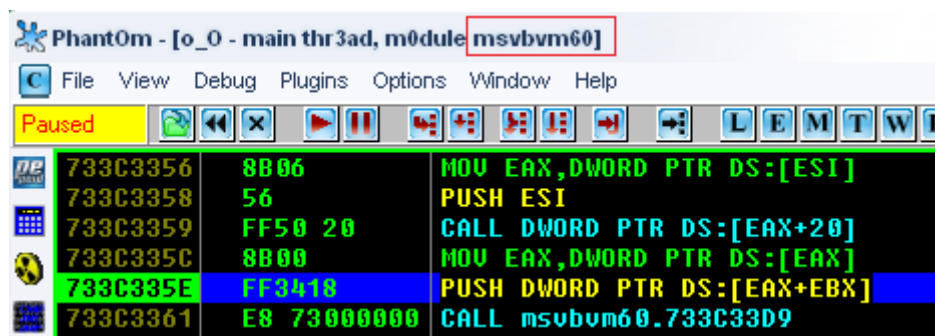 PhantOm - [o_O - main thr3ad, m0dule msvbvm60]
C File View Debug Plugins Options Window Help
Paused L E M T W
733C3356 8B06 MOV EAX,DWORD PTR DS:[ESI]
733C3358 56 PUSH ESI
733C3359 FF50 20 CALL DWORD PTR DS:[EAX+20]
733C335C 8B00 MOV EAX,DWORD PTR DS:[EAX]
733C335E FF3418 PUSH DWORD PTR DS:[EAX+EBX]
733C3361 E8 73000000 CALL msvbvm60.733C33D9